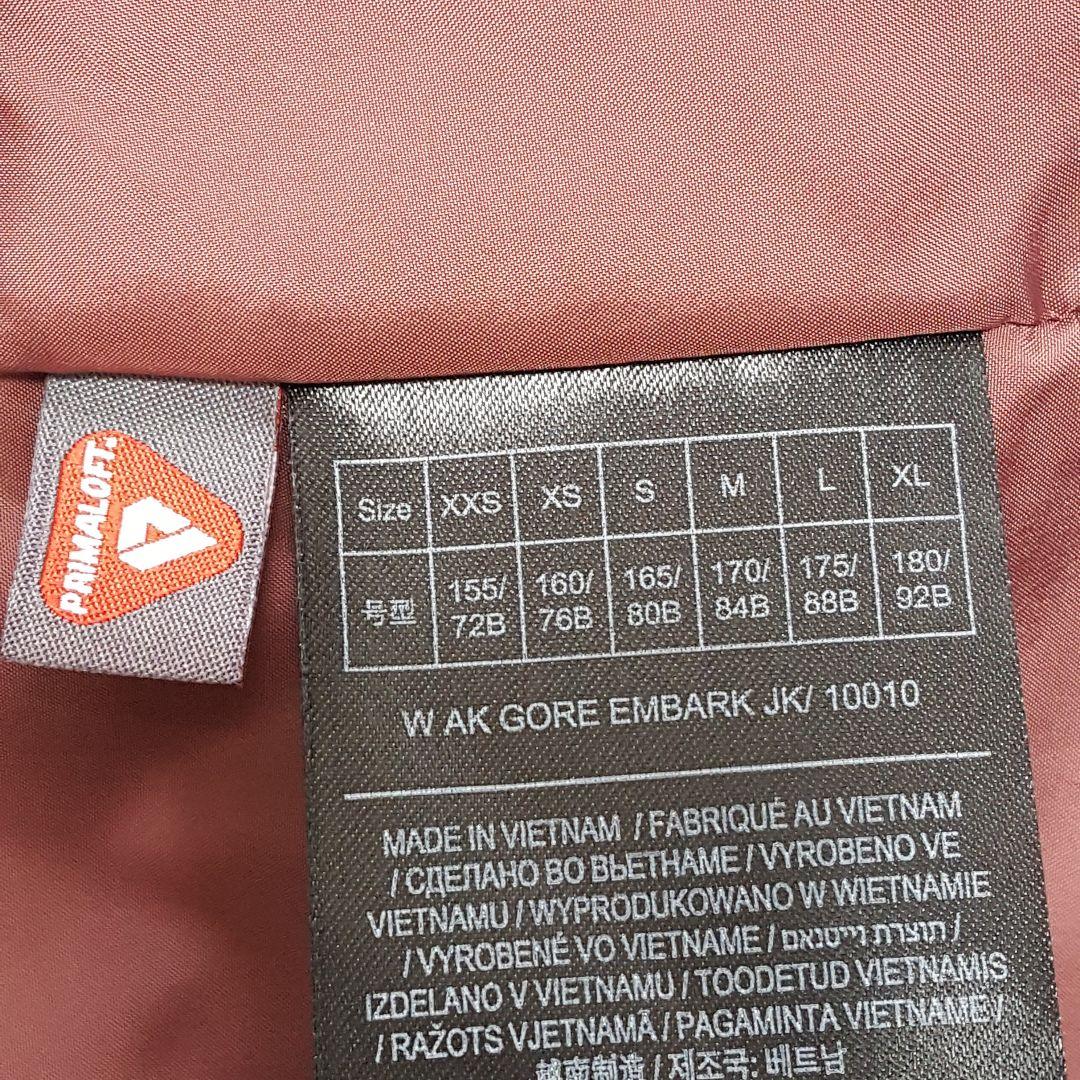 PRIMALOFT.
Size XXS XS S M L XL
号型 155/72B 160/76B 165/80B 170/84B 175/88B 180/92B
W AK GORE EMBARK JK/ 10010
MADE IN VIETNAM / FABRIQUÉ AU VIETNAM
/ СДЕЛАНО ВО ВЬЕТНАМЕ / VYROBENO VE
VIETNAMU / WYPRODUKOWANO W WIETNAMIE
/ VYROBENÉ VO VIETNAME / תוצרת וייטנאם /
IZDELANO V VIETNAMU / TOODETUD VIETNAMIS
/ RAŽOTS VJETNAMĀ / PAGAMINTA VIETNAME /
越南制造 / 제조국: 베트남